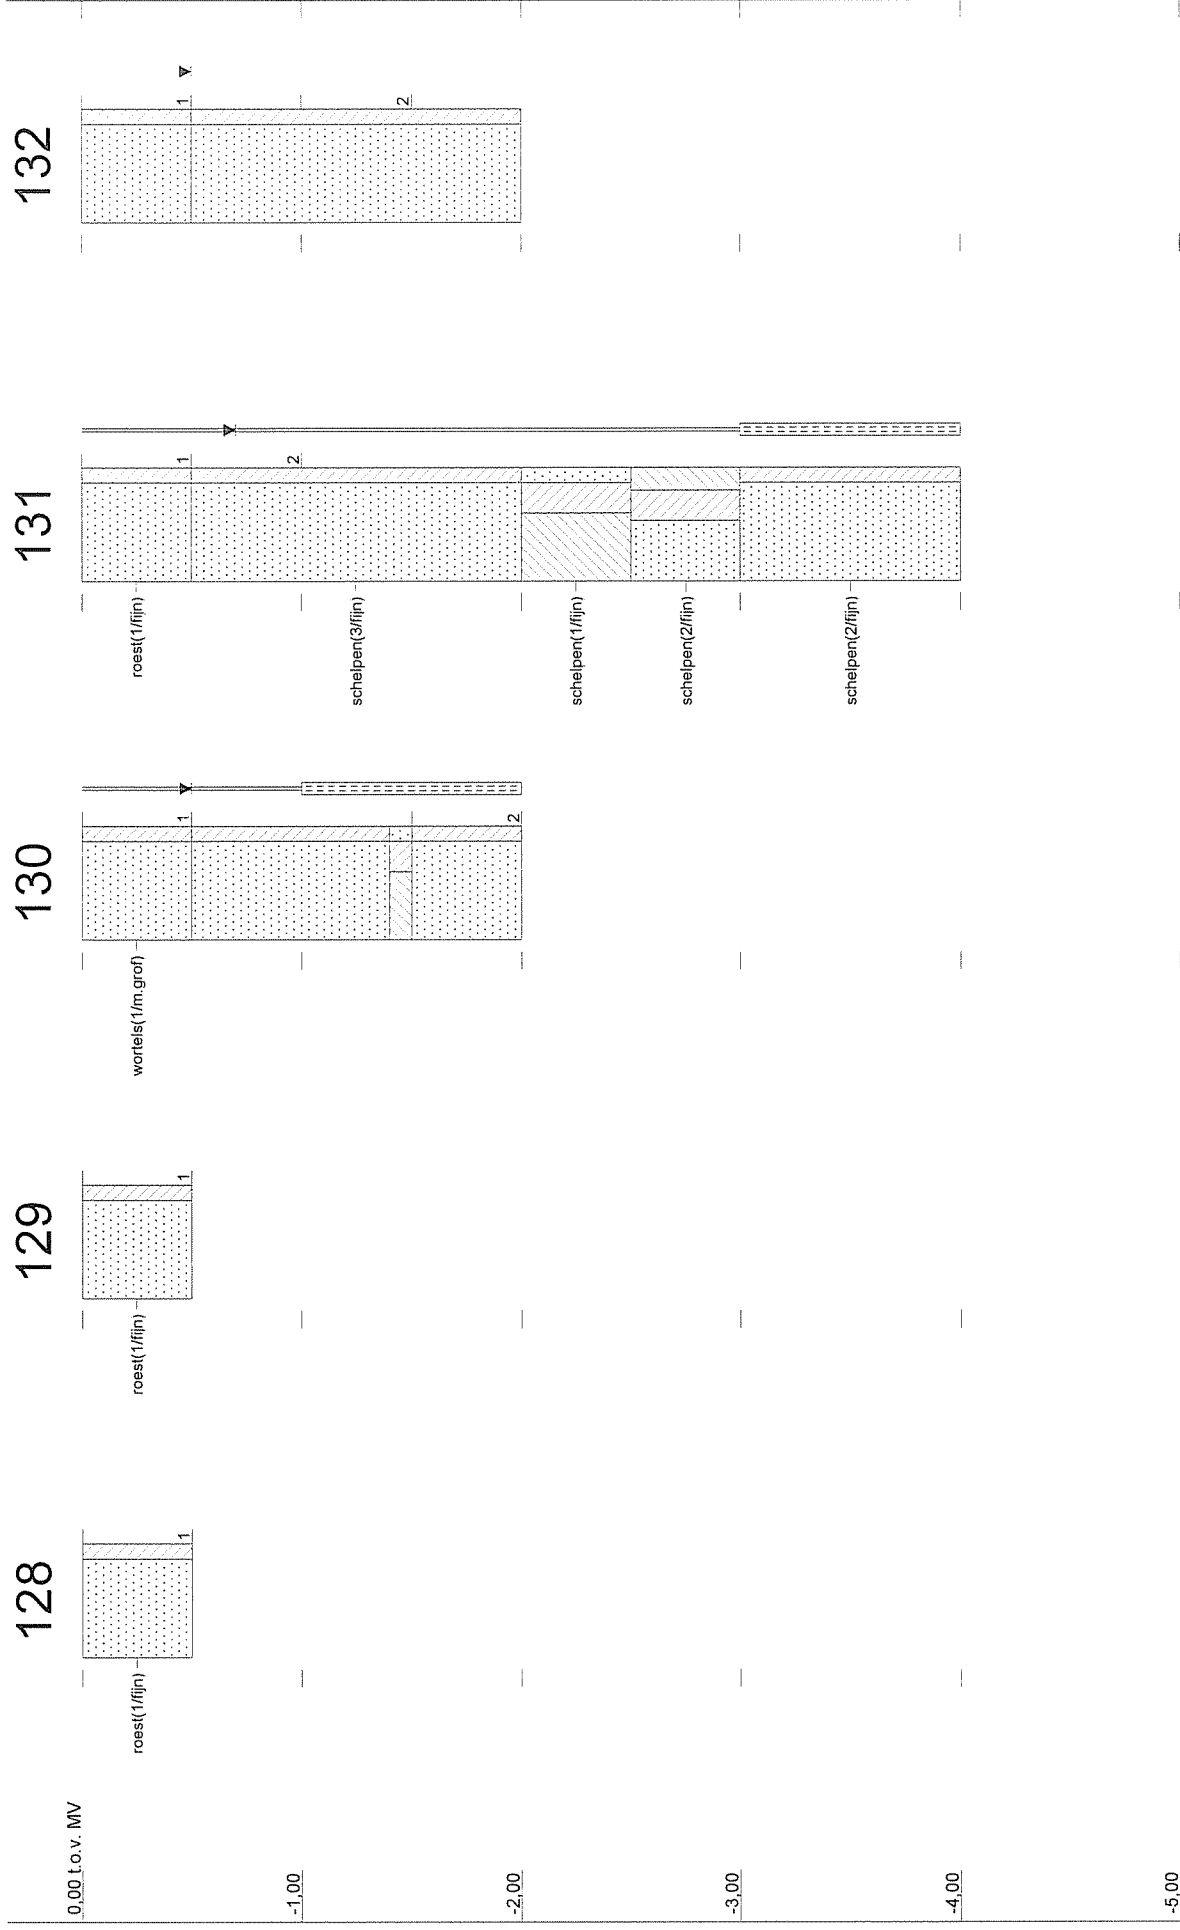 128
129
130
131
132
0,00 t.o.v. MV
roest(1/fijn)
1
roest(1/fijn)
1
wortels(1/m.grof)
1
roest(1/fijn)
1
1
-1,00
2
schelpen(3/fijn)
2
-2,00
2
schelpen(1/fijn)
schelpen(2/fijn)
-3,00
schelpen(2/fijn)
-4,00
-5,00